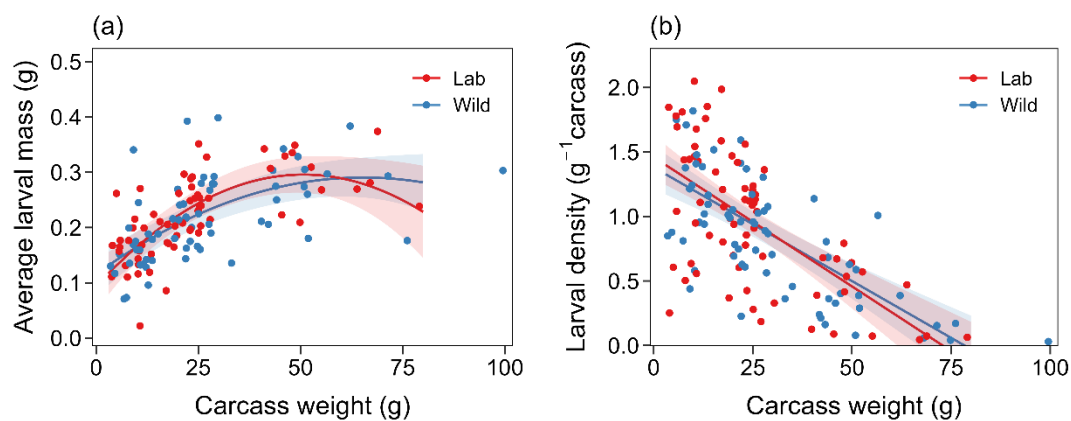 (a)
Average larval mass (g)
0.5
0.4
0.3
0.2
0.1
0.0
Lab
Wild
0
25
50
75
100
Carcass weight (g)
(b)
Larval density (g⁻¹ carcass)
2.0
1.5
1.0
0.5
0.0
Lab
Wild
0
25
50
75
100
Carcass weight (g)